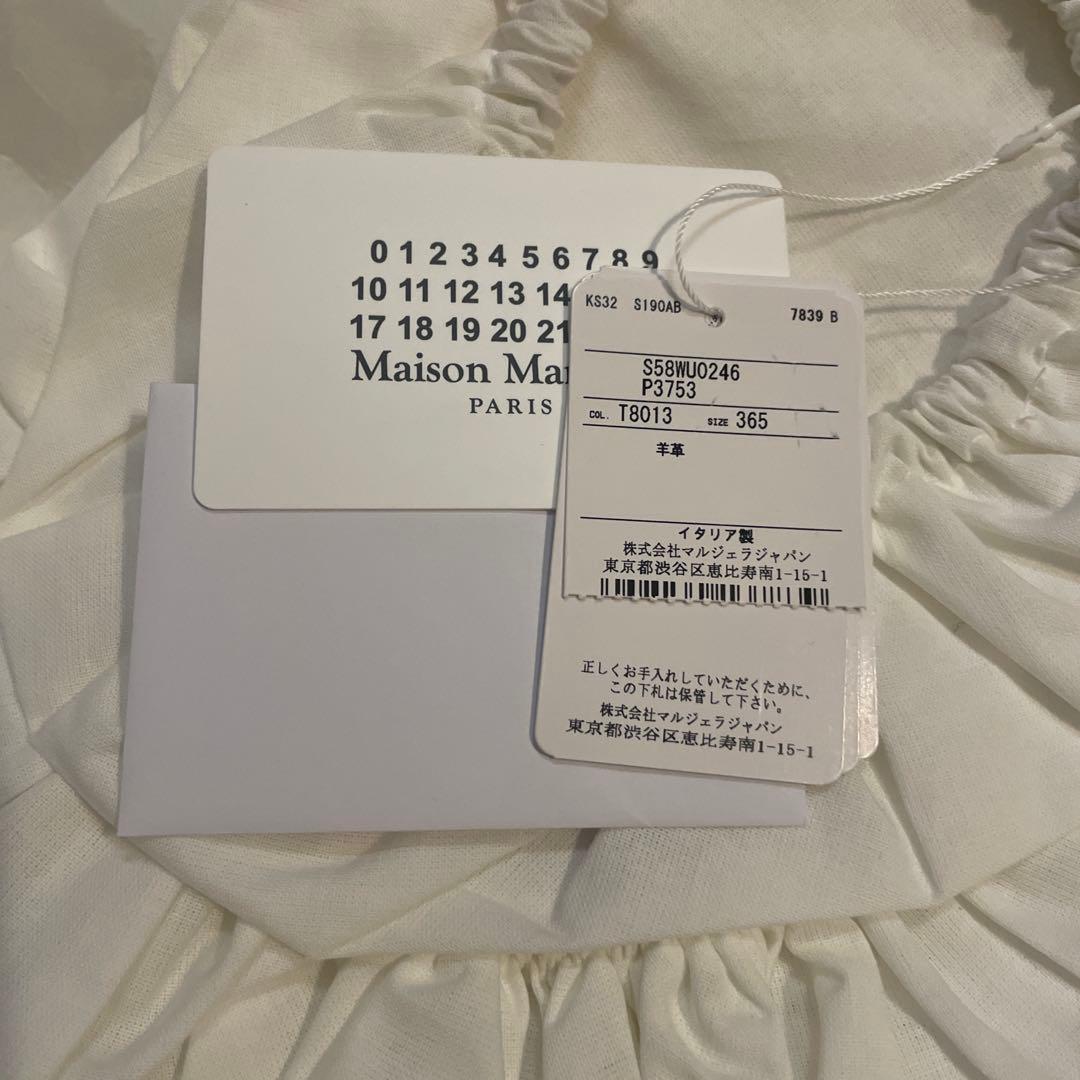 0 1 2 3 4 5 6 7 8 9
10 11 12 13 14
17 18 19 20 21
Maison
PARIS
KS32 S190AB 7839 B
S58WU0246
P3753
COL. T8013 SIZE 365
羊革
イタリア製
株式会社マルジェラジャパン
東京都渋谷区恵比寿南1-15-1
正しくお手入れしていただくために、
この下札は保管して下さい。
株式会社マルジェラジャパン
東京都渋谷区恵比寿南1-15-1